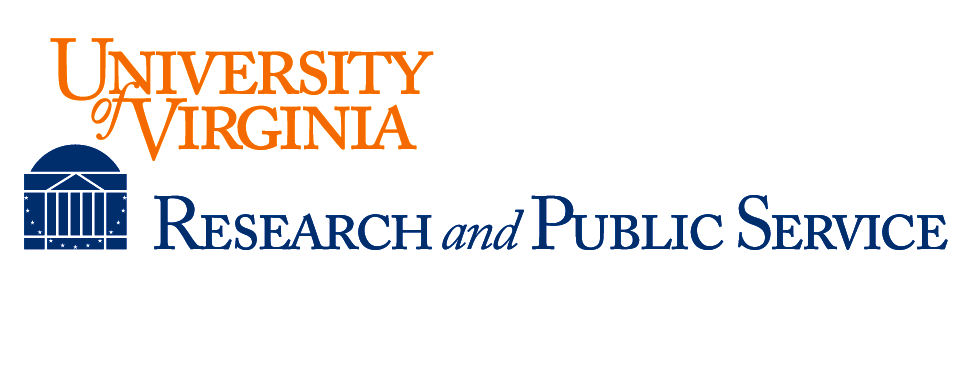 UNIVERSITY
of VIRGINIA
RESEARCH and PUBLIC SERVICE